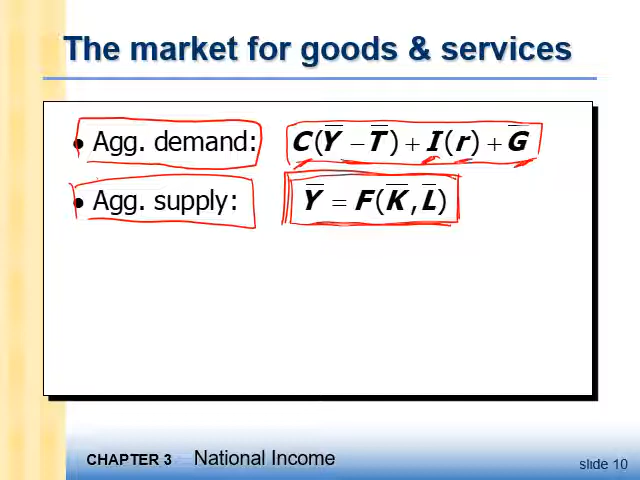 The market for goods & services
• Agg. demand: C(Y̅ − T̅) + I(r) + G̅
• Agg. supply: Y̅ = F(K̅, L̅)
CHAPTER 3 National Income
slide 10